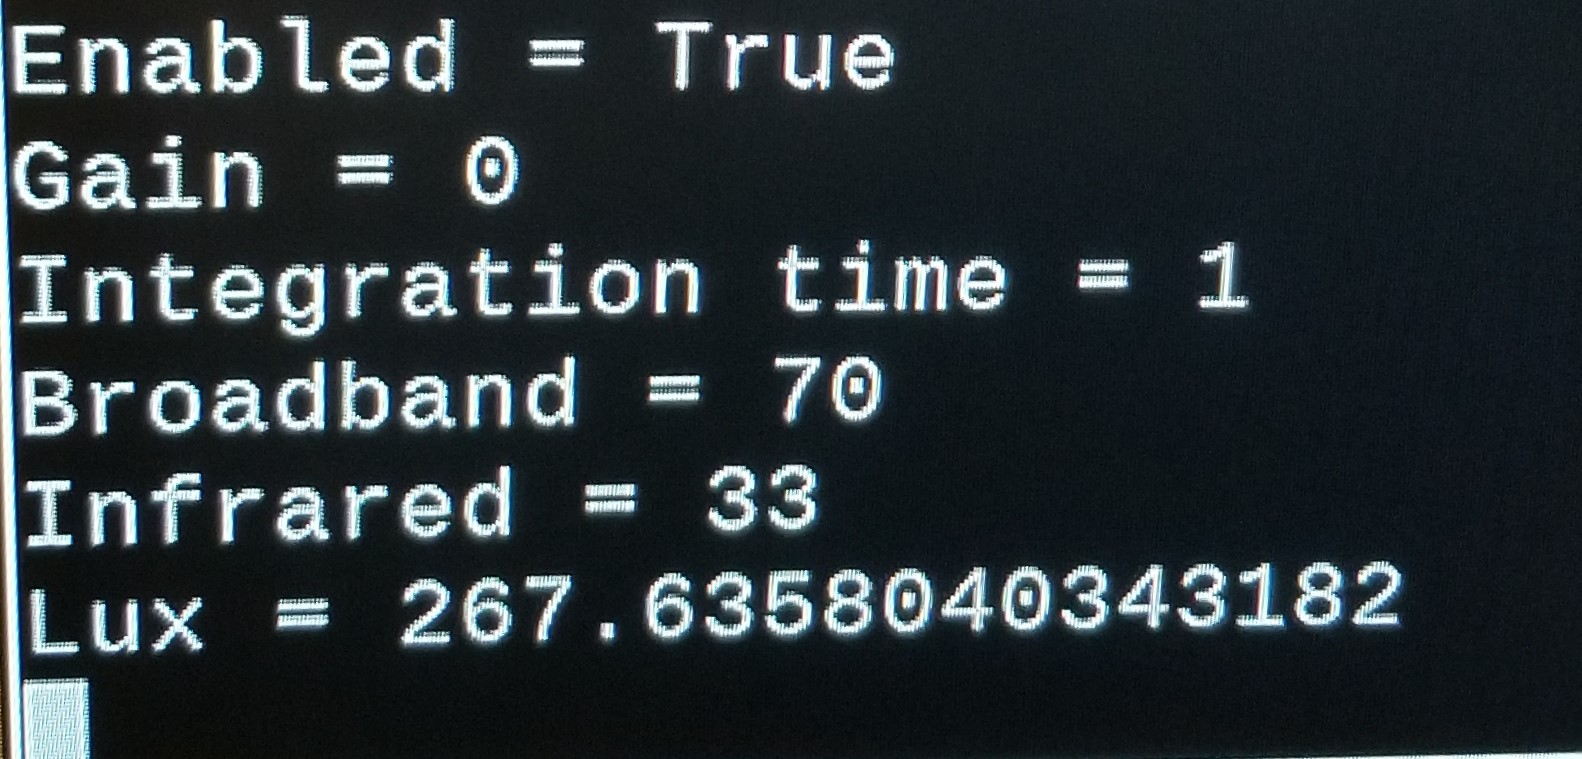 Enabled = True
Gain = 0
Integration time = 1
Broadband = 70
Infrared = 33
Lux = 267.6358040343182